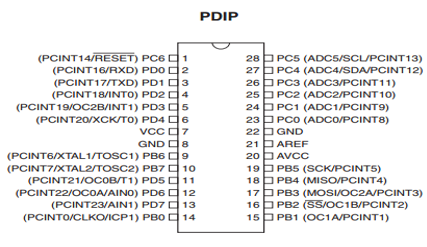 PDIP
(PCINT14/RESET) PC6 1 28 PC5 (ADC5/SCL/PCINT13)
(PCINT16/RXD) PD0 2 27 PC4 (ADC4/SDA/PCINT12)
(PCINT17/TXD) PD1 3 26 PC3 (ADC3/PCINT11)
(PCINT18/INT0) PD2 4 25 PC2 (ADC2/PCINT10)
(PCINT19/OC2B/INT1) PD3 5 24 PC1 (ADC1/PCINT9)
(PCINT20/XCK/T0) PD4 6 23 PC0 (ADC0/PCINT8)
VCC 7 22 GND
GND 8 21 AREF
(PCINT6/XTAL1/TOSC1) PB6 9 20 AVCC
(PCINT7/XTAL2/TOSC2) PB7 10 19 PB5 (SCK/PCINT5)
(PCINT21/OC0B/T1) PD5 11 18 PB4 (MISO/PCINT4)
(PCINT22/OC0A/AIN0) PD6 12 17 PB3 (MOSI/OC2A/PCINT3)
(PCINT23/AIN1) PD7 13 16 PB2 (SS/OC1B/PCINT2)
(PCINT0/CLKO/ICP1) PB0 14 15 PB1 (OC1A/PCINT1)